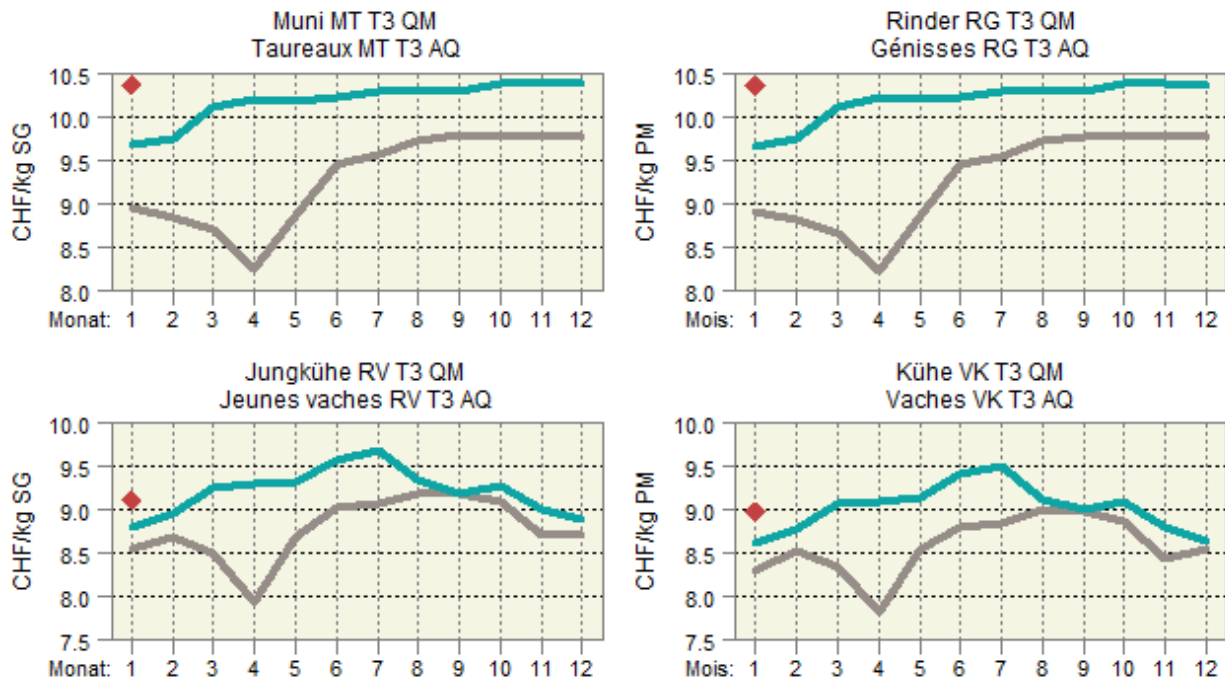 Muni MT T3 QM
Taureaux MT T3 AQ
CHF/kg SG
10.5
10.0
9.5
9.0
8.5
8.0
Monat: 1 2 3 4 5 6 7 8 9 10 11 12
Rinder RG T3 QM
Génisses RG T3 AQ
CHF/kg PM
10.5
10.0
9.5
9.0
8.5
8.0
Mois: 1 2 3 4 5 6 7 8 9 10 11 12
Jungkühe RV T3 QM
Jeunes vaches RV T3 AQ
CHF/kg SG
10.0
9.5
9.0
8.5
8.0
7.5
Monat: 1 2 3 4 5 6 7 8 9 10 11 12
Kühe VK T3 QM
Vaches VK T3 AQ
CHF/kg PM
10.0
9.5
9.0
8.5
8.0
7.5
Mois: 1 2 3 4 5 6 7 8 9 10 11 12